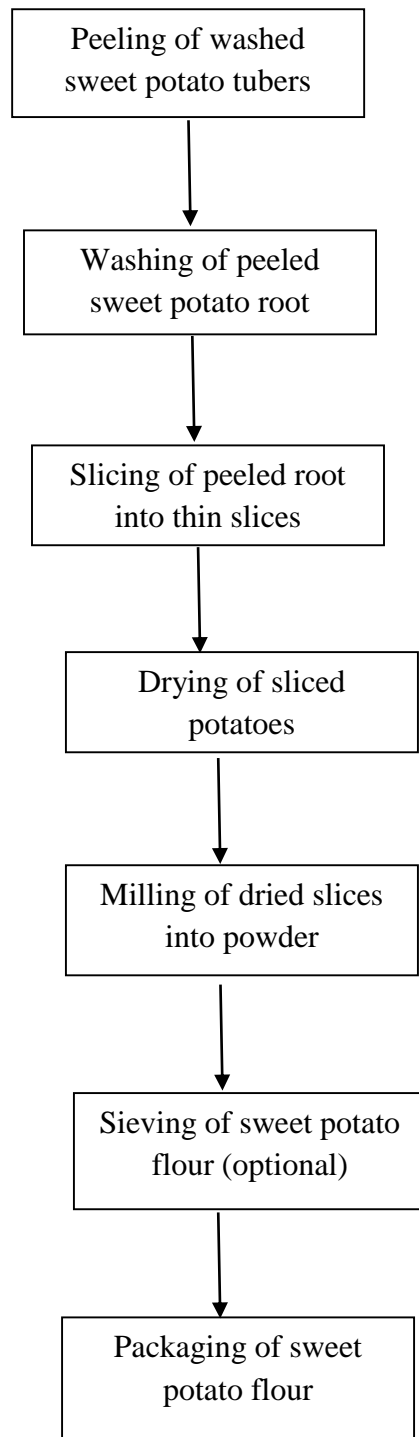 Peeling of washed
sweet potato tubers
Washing of peeled
sweet potato root
Slicing of peeled root
into thin slices
Drying of sliced
potatoes
Milling of dried slices
into powder
Sieving of sweet potato
flour (optional)
Packaging of sweet
potato flour